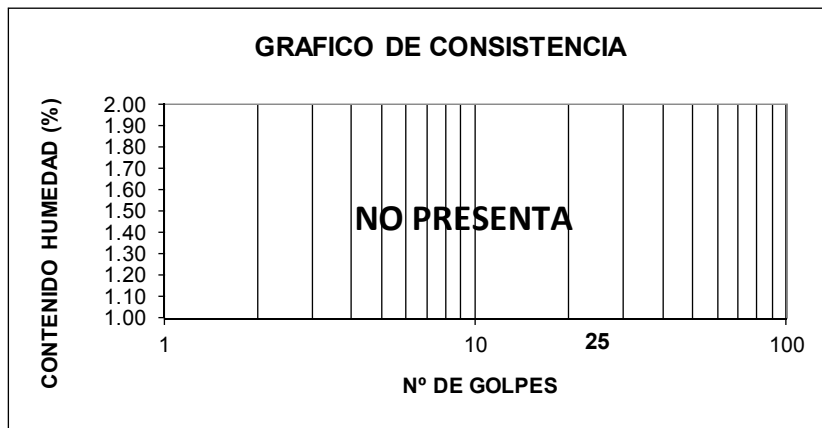 GRAFICO DE CONSISTENCIA
CONTENIDO HUMEDAD (%)
2.00
1.90
1.80
1.70
1.60
1.50
1.40
1.30
1.20
1.10
1.00
NO PRESENTA
1 10 25 100
Nº DE GOLPES